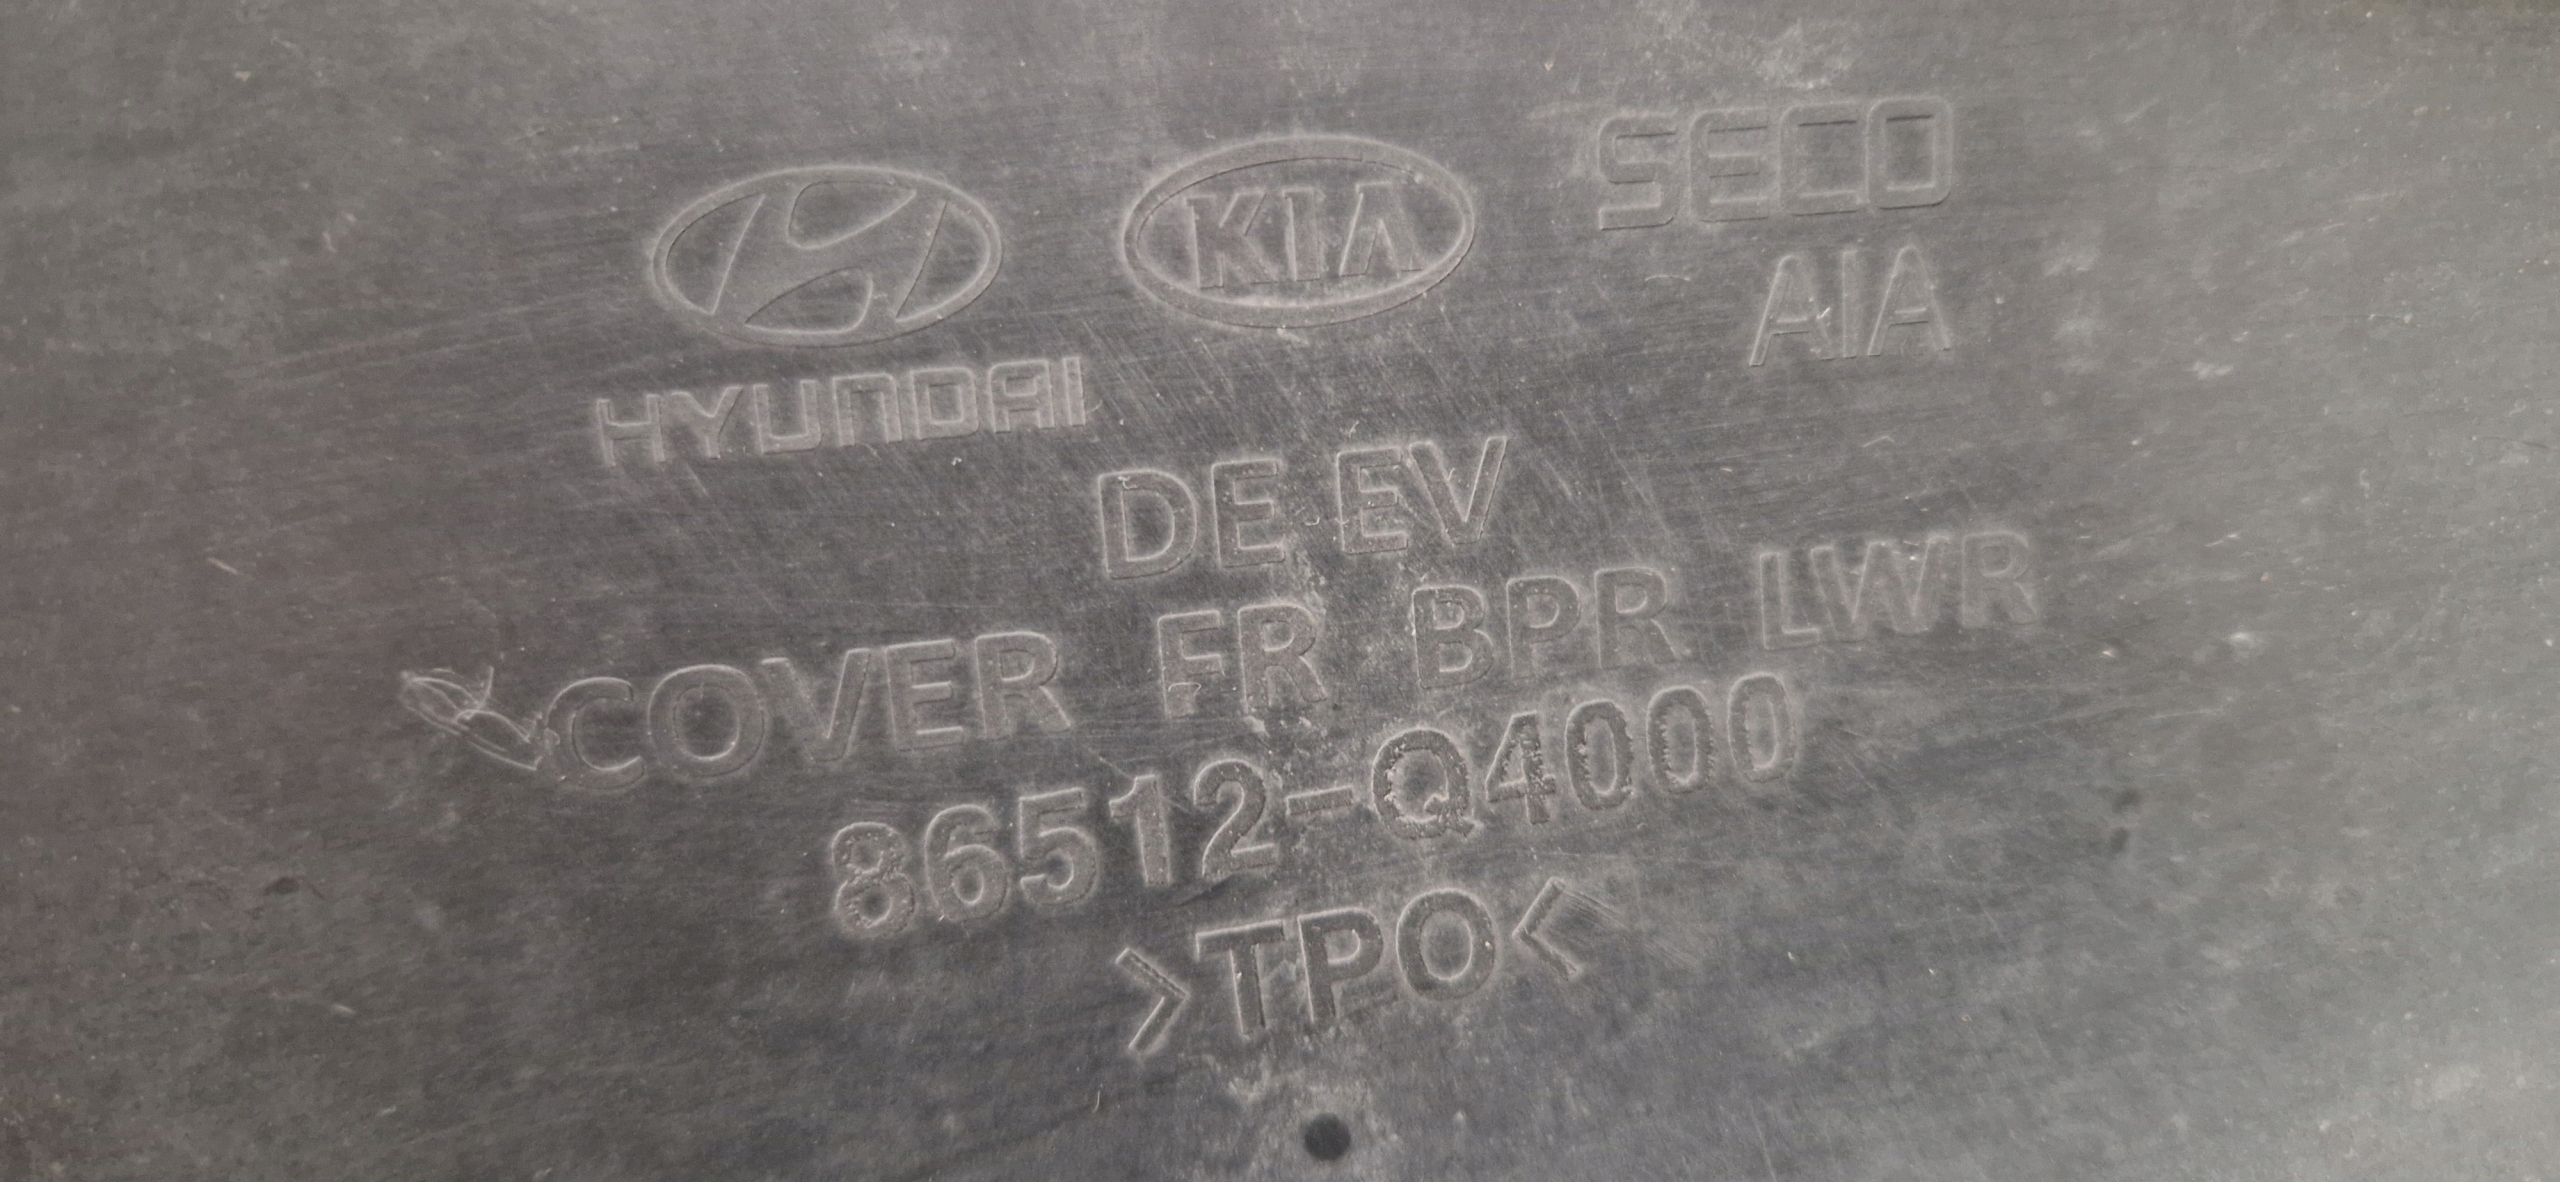 KIA
SECO
AIA
HYUNDAI
DE EV
COVER FR BPR LWR
86512-Q4000
>TPO<